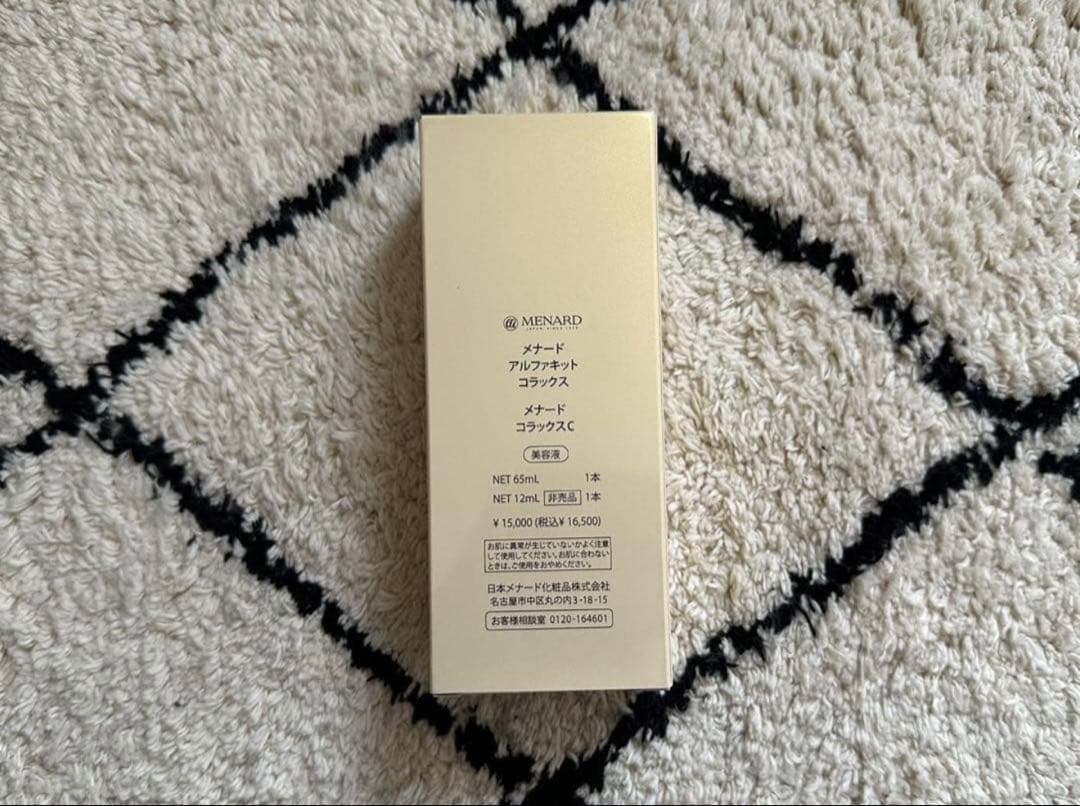 MENARD
JAPAN SINCE 1959
メナード
アルファキット
コラックス
メナード
コラックスC
美容液
NET 65mL 1本
NET 12mL 非売品 1本
¥15,000(税込¥16,500)
お肌に異常が生じていないかよく注意
して使用してください。お肌に合わない
ときは、ご使用をおやめください。
日本メナード化粧品株式会社
名古屋市中区丸の内3-18-15
お客様相談室 0120-164601